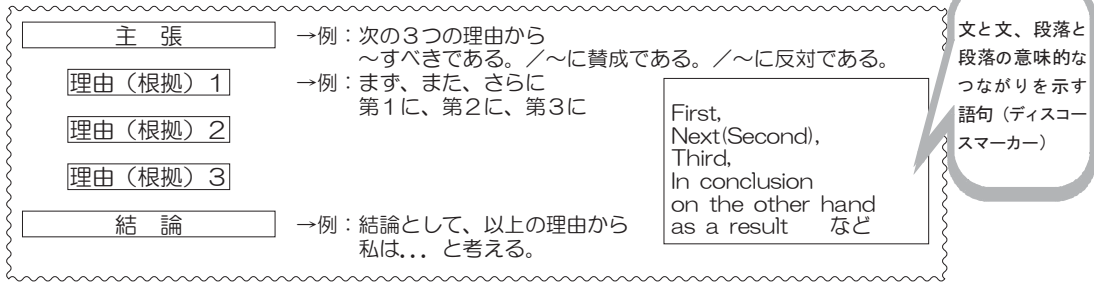 主 張
→例：次の３つの理由から
～すべきである。／～に賛成である。／～に反対である。
理由（根拠）１
→例：まず、また、さらに
第１に、第２に、第３に
理由（根拠）２
理由（根拠）３
結 論
→例：結論として、以上の理由から
私は... と考える。
First,
Next(Second),
Third,
In conclusion
on the other hand
as a result　など
文と文、段落と
段落の意味的な
つながりを示す
語句（ディスコー
スマーカー）